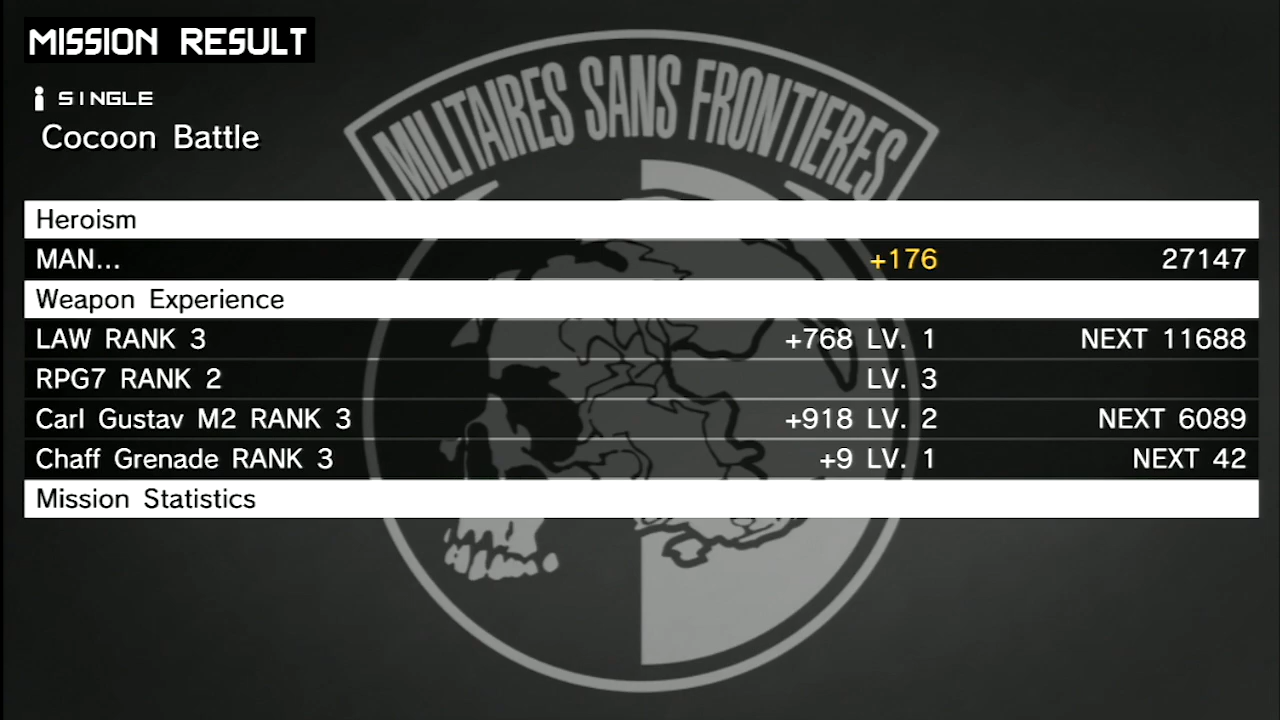 MISSION RESULT
SINGLE
Cocoon Battle
MILITAIRES SANS FRONTIERES
Heroism
MAN... +176 27147
Weapon Experience
LAW RANK 3 +768 LV. 1 NEXT 11688
RPG7 RANK 2 LV. 3
Carl Gustav M2 RANK 3 +918 LV. 2 NEXT 6089
Chaff Grenade RANK 3 +9 LV. 1 NEXT 42
Mission Statistics